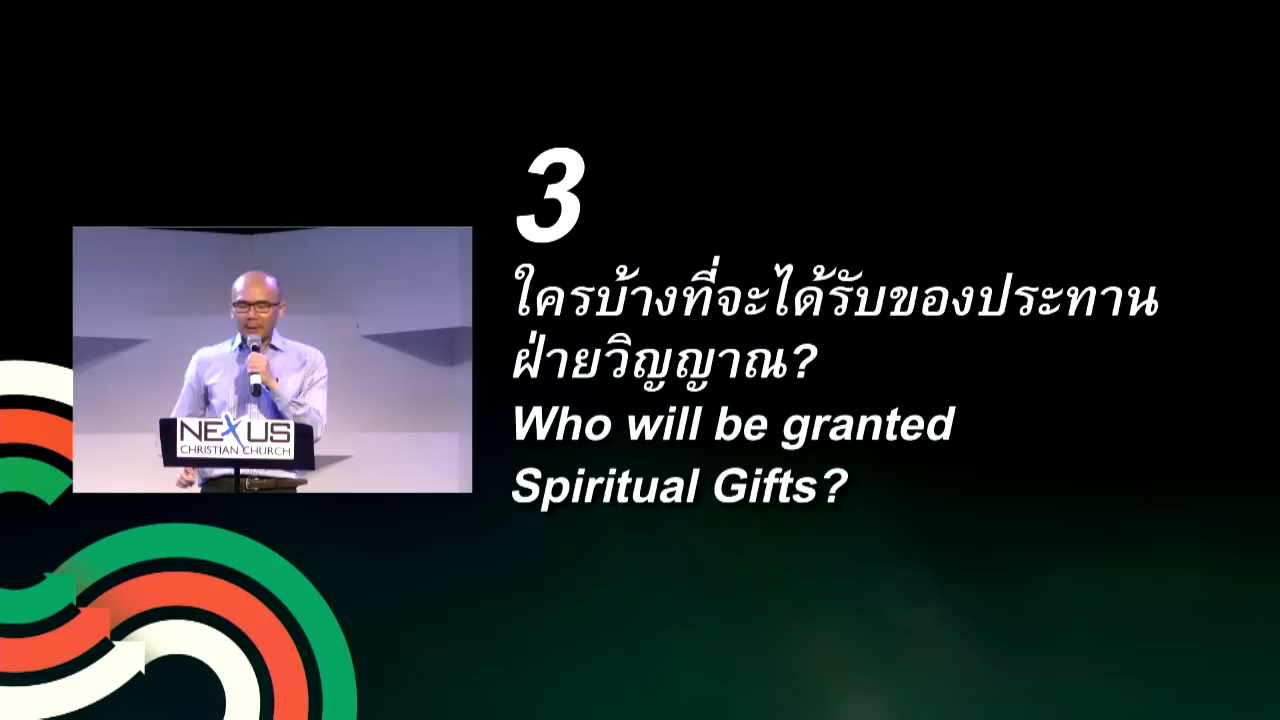 NEXUS
CHRISTIAN CHURCH
3
ใครบ้างที่จะได้รับของประทาน
ฝ่ายวิญญาณ?
Who will be granted
Spiritual Gifts?